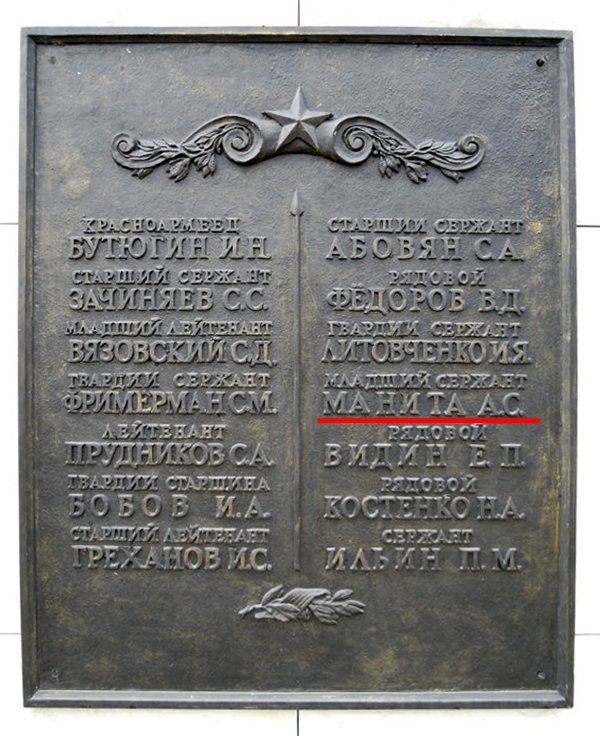 КРАСНОАРМЕЕЦ
БУТЮГИН И.Н.
СТАРШИЙ СЕРЖАНТ
ЗАЧИНЯЕВ С.С.
МЛАДШИЙ ЛЕЙТЕНАНТ
ВЯЗОВСКИЙ С.Д.
ГВАРДИИ СЕРЖАНТ
ФРИМЕРМАН С.М.
ЛЕЙТЕНАНТ
ПРУДНИКОВ С.А.
ГВАРДИИ СТАРШИНА
БОБОВ И.А.
СТАРШИЙ ЛЕЙТЕНАНТ
ГРЕХАНОВ И.С.
СТАРШИЙ СЕРЖАНТ
АБОВЯН С.А.
РЯДОВОЙ
ФЁДОРОВ В.Д.
ГВАРДИИ СЕРЖАНТ
ЛИТОВЧЕНКО И.Я.
МЛАДШИЙ СЕРЖАНТ
МАНИТА А.С.
РЯДОВОЙ
ВИДИН Е.П.
РЯДОВОЙ
КОСТЕНКО Н.А.
СЕРЖАНТ
ИЛЬИН П.М.